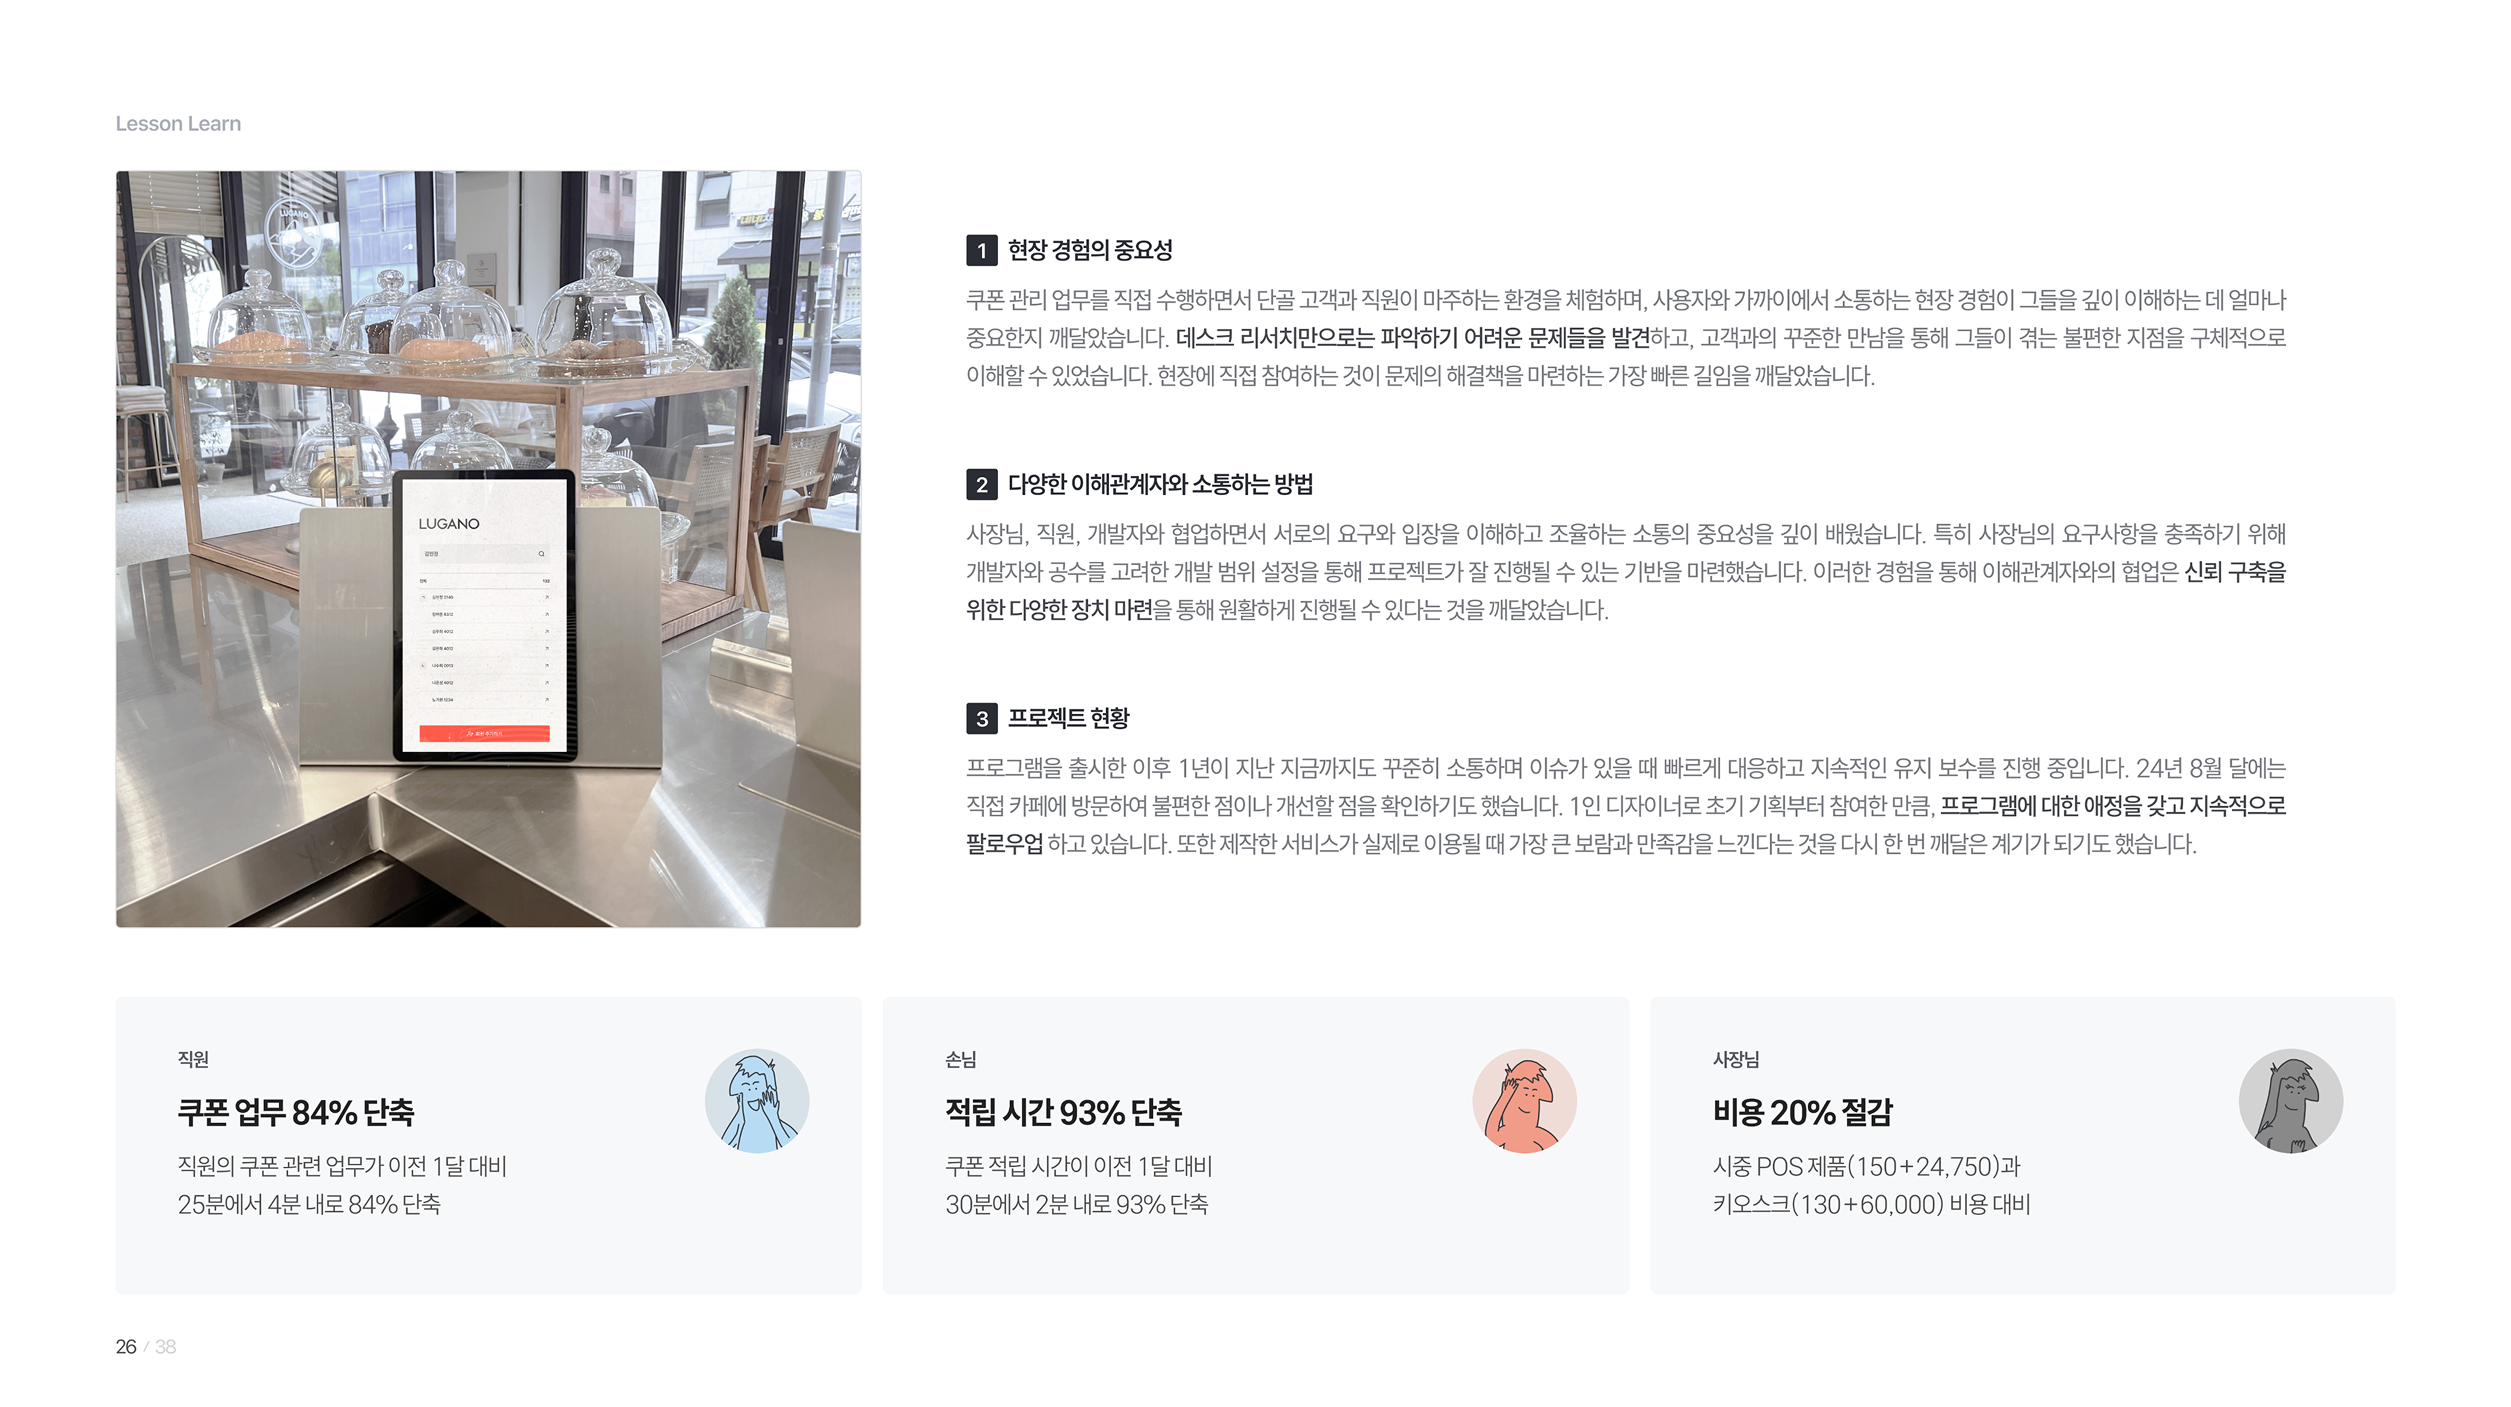 Lesson Learn
LUGANO
LUGANO
김민정
전체 132
1 현장 경험의 중요성
쿠폰 관리 업무를 직접 수행하면서 단골 고객과 직원이 마주하는 환경을 체험하며, 사용자와 가까이에서 소통하는 현장 경험이 그들을 깊이 이해하는 데 얼마나
중요한지 깨달았습니다. 데스크 리서치만으로는 파악하기 어려운 문제들을 발견하고, 고객과의 꾸준한 만남을 통해 그들이 겪는 불편한 지점을 구체적으로
이해할 수 있었습니다. 현장에 직접 참여하는 것이 문제의 해결책을 마련하는 가장 빠른 길임을 깨달았습니다.
2 다양한 이해관계자와 소통하는 방법
사장님, 직원, 개발자와 협업하면서 서로의 요구와 입장을 이해하고 조율하는 소통의 중요성을 깊이 배웠습니다. 특히 사장님의 요구사항을 충족하기 위해
개발자와 공수를 고려한 개발 범위 설정을 통해 프로젝트가 잘 진행될 수 있는 기반을 마련했습니다. 이러한 경험을 통해 이해관계자와의 협업은 신뢰 구축을
위한 다양한 장치 마련을 통해 원활하게 진행될 수 있다는 것을 깨달았습니다.
3 프로젝트 현황
프로그램을 출시한 이후 1년이 지난 지금까지도 꾸준히 소통하며 이슈가 있을 때 빠르게 대응하고 지속적인 유지 보수를 진행 중입니다. 24년 8월 달에는
직접 카페에 방문하여 불편한 점이나 개선할 점을 확인하기도 했습니다. 1인 디자이너로 초기 기획부터 참여한 만큼, 프로그램에 대한 애정을 갖고 지속적으로
팔로우업 하고 있습니다. 또한 제작한 서비스가 실제로 이용될 때 가장 큰 보람과 만족감을 느낀다는 것을 다시 한 번 깨달은 계기가 되기도 했습니다.
직원
쿠폰 업무 84% 단축
직원의 쿠폰 관련 업무가 이전 1달 대비
25분에서 4분 내로 84% 단축
손님
적립 시간 93% 단축
쿠폰 적립 시간이 이전 1달 대비
30분에서 2분 내로 93% 단축
사장님
비용 20% 절감
시중 POS 제품(150+24,750)과
키오스크(130+60,000) 비용 대비
26 / 38